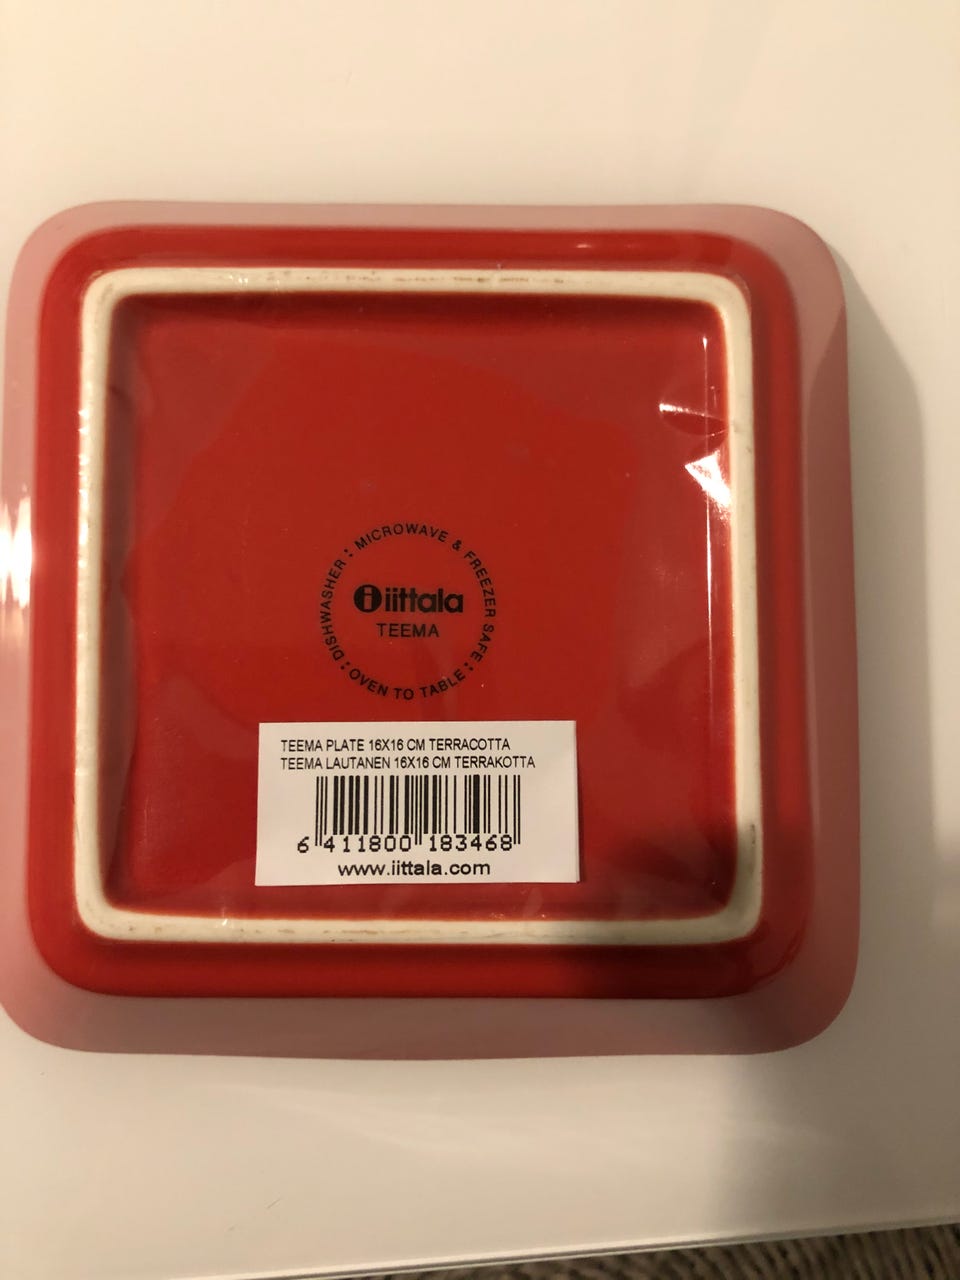 DISHWASHER : MICROWAVE & FREEZER SAFE : OVEN TO TABLE :
iittala
TEEMA
TEEMA PLATE 16X16 CM TERRACOTTA
TEEMA LAUTANEN 16X16 CM TERRAKOTTA
6 411800 183468
www.iittala.com